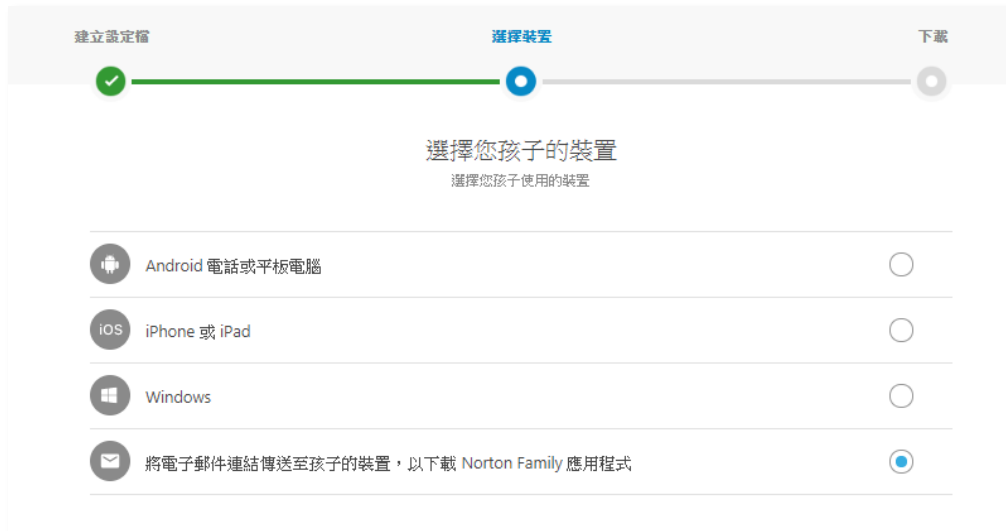 建立設定檔
選擇裝置
下載
選擇您孩子的裝置
選擇您孩子使用的裝置
Android 電話或平板電腦
iOS
iPhone 或 iPad
Windows
將電子郵件連結傳送至孩子的裝置，以下載 Norton Family 應用程式